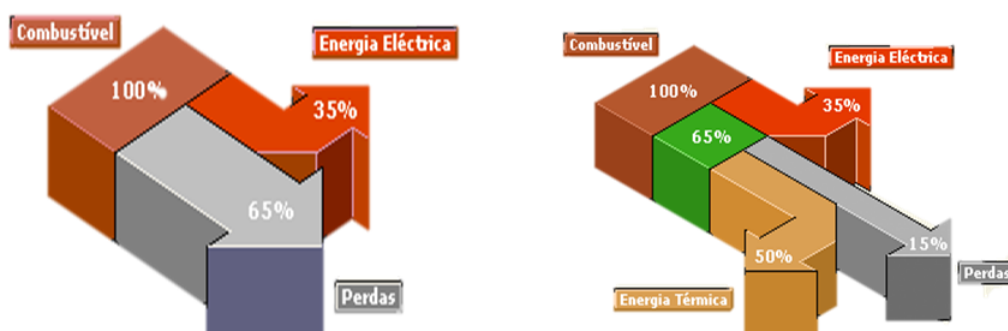 Combustível
Energia Eléctrica
100%
35%
65%
Perdas
Combustível
Energia Eléctrica
100%
35%
65%
50%
15%
Energia Térmica
Perdas